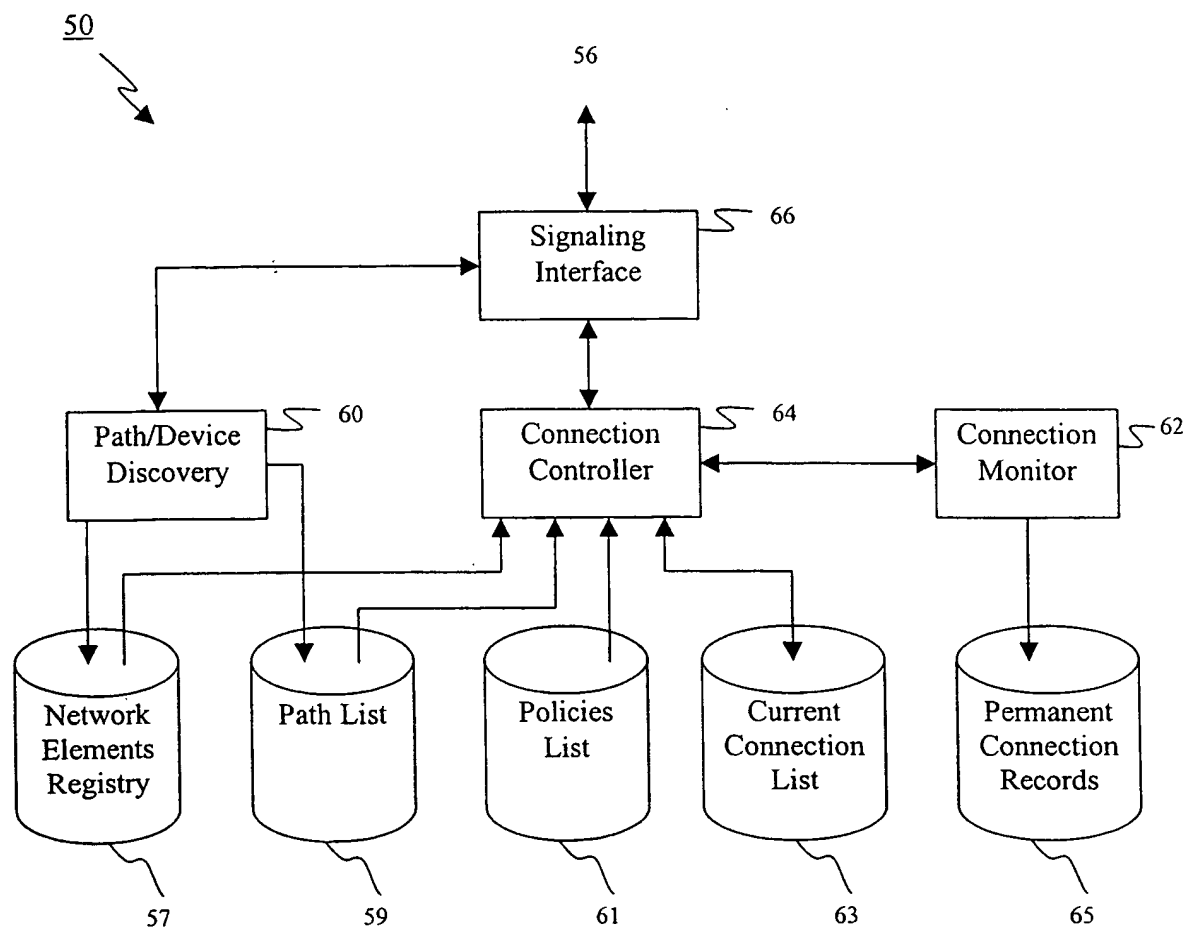 50
56
66
Signaling
Interface
60
64
62
Path/Device
Discovery
Connection
Controller
Connection
Monitor
Network
Elements
Registry
Path List
Policies
List
Current
Connection
List
Permanent
Connection
Records
57
59
61
63
65